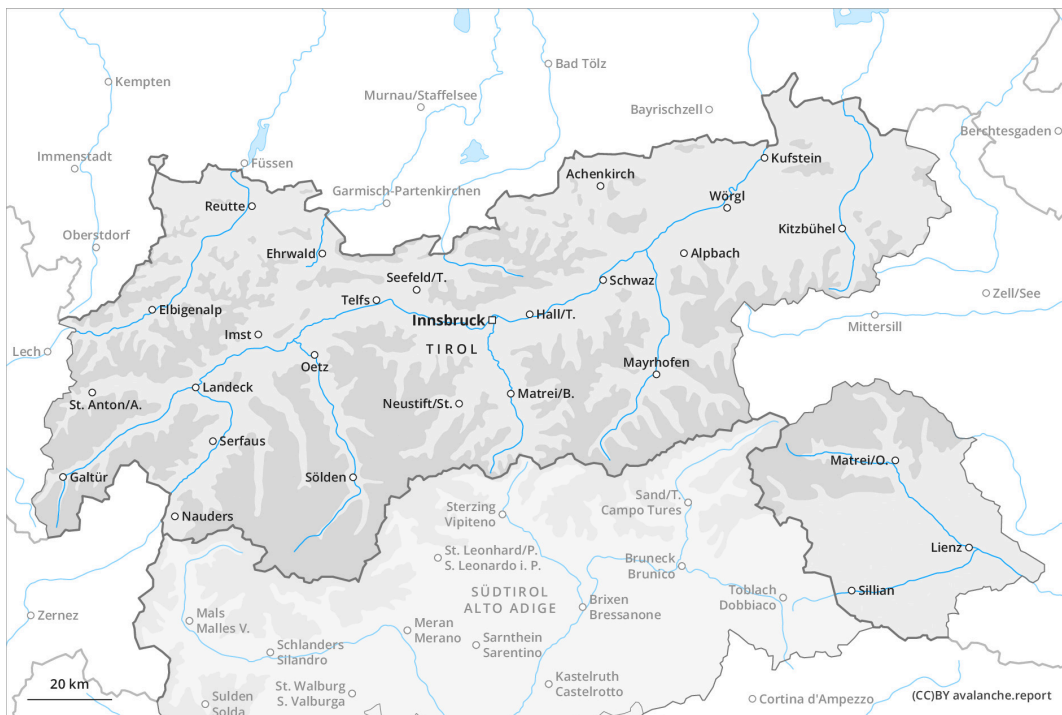 Kempten
Bad Tölz
Murnau/Staffelsee
Bayrischzell
Berchtesgaden
Immenstadt
Füssen
Kufstein
Achenkirch
Garmisch-Partenkirchen
Wörgl
Reutte
Kitzbühel
Oberstdorf
Ehrwald
Alpbach
Seefeld/T.
Schwaz
Zell/See
Telfs
Elbigenalp
Hall/T.
Innsbruck
Mittersill
Imst
TIROL
Lech
Oetz
Mayrhofen
Landeck
St. Anton/A.
Neustift/St.
Matrei/B.
Serfaus
Matrei/O.
Galtür
Sölden
Sand/T.
Campo Tures
Sterzing
Vipiteno
Nauders
Lienz
St. Leonhard/P.
S. Leonardo i. P.
Bruneck
Brunico
SÜDTIROL
ALTO ADIGE
Toblach
Dobbiaco
Sillian
Brixen
Bressanone
Zernez
Mals
Malles V.
Meran
Merano
Sarnthein
Sarentino
Schlanders
Silandro
20 km
St. Walburg
S. Valburga
Kastelruth
Castelrotto
Sulden
Solda
Cortina d'Ampezzo
(CC)BY avalanche.report